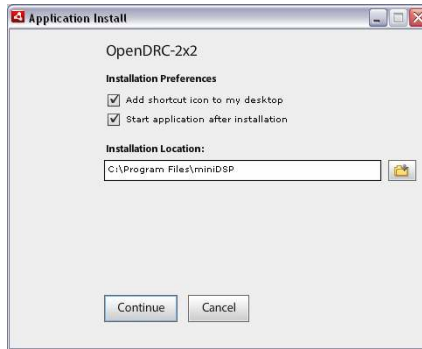 Application Install
OpenDRC-2x2
Installation Preferences
Add shortcut icon to my desktop
Start application after installation
Installation Location:
C:\Program Files\miniDSP
Continue Cancel